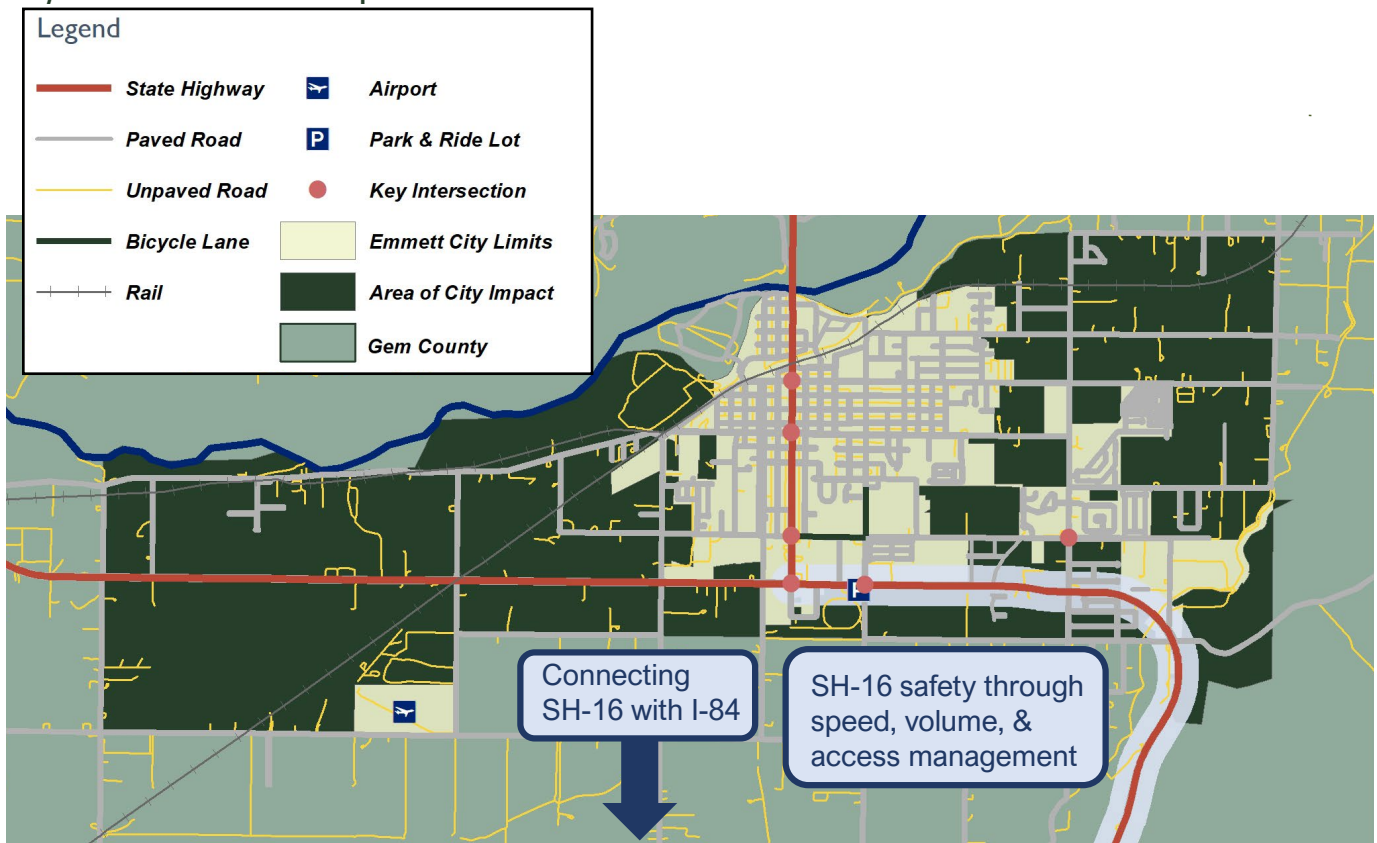 Legend
State Highway
Airport
Paved Road
P
Park & Ride Lot
Unpaved Road
Key Intersection
Bicycle Lane
Emmett City Limits
Rail
Area of City Impact
Gem County
P
Connecting
SH-16 with I-84
SH-16 safety through
speed, volume, &
access management